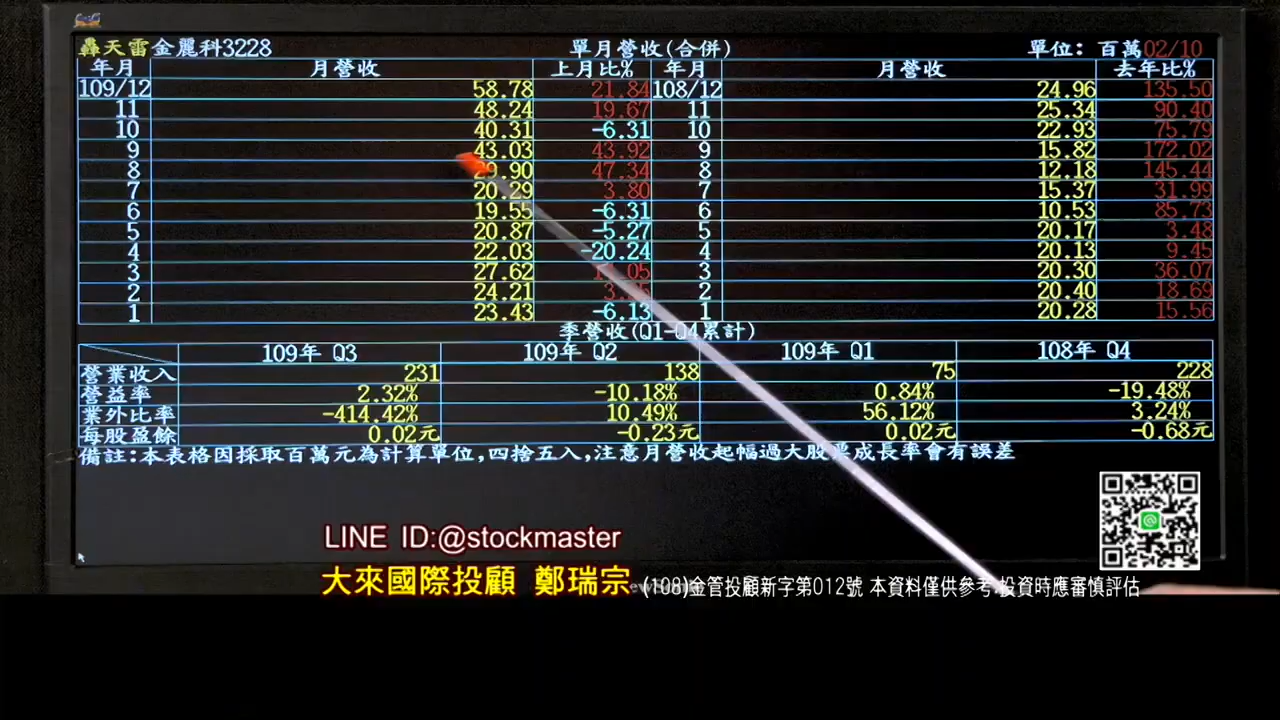 轟天雷金麗科3228 單月營收(合併) 單位: 百萬02/10
年月 月營收 上月比% 年月 月營收 去年比%
109/12 58.78 21.84 108/12 24.96 135.50
11 48.24 19.67 11 25.34 90.40
10 40.31 -6.31 10 22.93 75.79
9 43.03 43.92 9 15.82 172.02
8 9.90 47.34 8 12.18 145.44
7 20.29 3.80 7 15.37 31.99
6 19.55 -6.31 6 10.53 85.73
5 20.87 -5.27 5 20.17 3.48
4 22.03 -20.24 4 20.13 9.45
3 27.62 .05 3 20.30 36.07
2 24.21 3. 2 20.40 18.69
1 23.43 -6.13 1 20.28 15.56
季營收(Q1-Q4累計)
109年 Q3 109年 Q2 109年 Q1 108年 Q4
營業收入 231 138 75 228
營益率 2.32% -10.18% 0.84% -19.48%
業外比率 -414.42% 10.49% 56.12% 3.24%
每股盈餘 0.02元 -0.23元 0.02元 -0.68元
備註:本表格因採取百萬元為計算單位,四捨五入,注意月營收起幅過大股票成長率會有誤差
LINE ID:@stockmaster
大來國際投顧 鄭瑞宗 (108)金管投顧新字第012號 本資料僅供參考 投資時應審慎評估